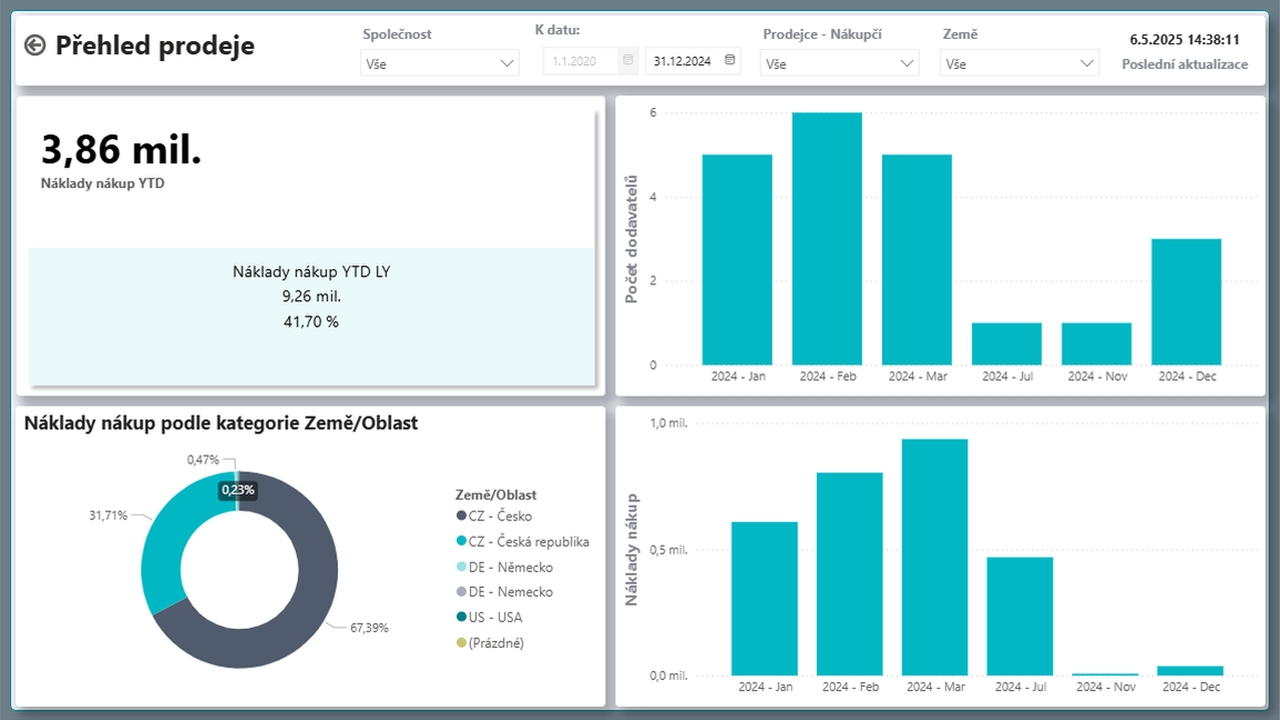 Přehled prodeje
Společnost
Vše
K datu:
1.1.2020
31.12.2024
Prodejce - Nákupčí
Vše
Země
Vše
6.5.2025 14:38:11
Poslední aktualizace
3,86 mil.
Náklady nákup YTD
Náklady nákup YTD LY
9,26 mil.
41,70 %
Počet dodavatelů
6
4
2
0
2024 - Jan
2024 - Feb
2024 - Mar
2024 - Jul
2024 - Nov
2024 - Dec
Náklady nákup podle kategorie Země/Oblast
0,47%
0,23%
31,71%
67,39%
Země/Oblast
CZ - Česko
CZ - Česká republika
DE - Německo
DE - Nemecko
US - USA
(Prázdné)
Náklady nákup
1,0 mil.
0,5 mil.
0,0 mil.
2024 - Jan
2024 - Feb
2024 - Mar
2024 - Jul
2024 - Nov
2024 - Dec